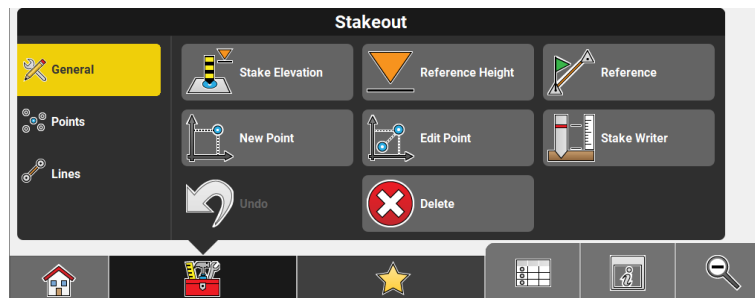 Stakeout
General
Stake Elevation
Reference Height
Reference
Points
New Point
Edit Point
Stake Writer
Lines
Undo
Delete